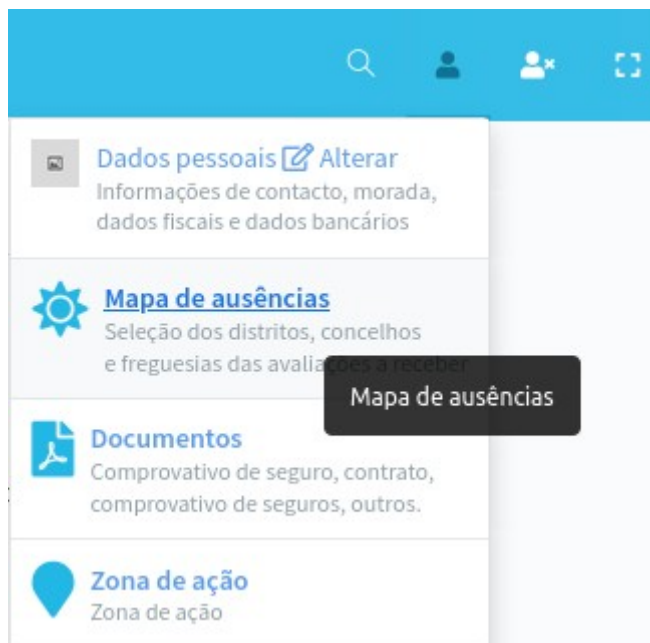 Dados pessoais Alterar
Informações de contacto, morada,
dados fiscais e dados bancários
Mapa de ausências
Seleção dos distritos, concelhos
e freguesias das avaliações a receber
Mapa de ausências
Documentos
Comprovativo de seguro, contrato,
comprovativo de seguros, outros.
Zona de ação
Zona de ação